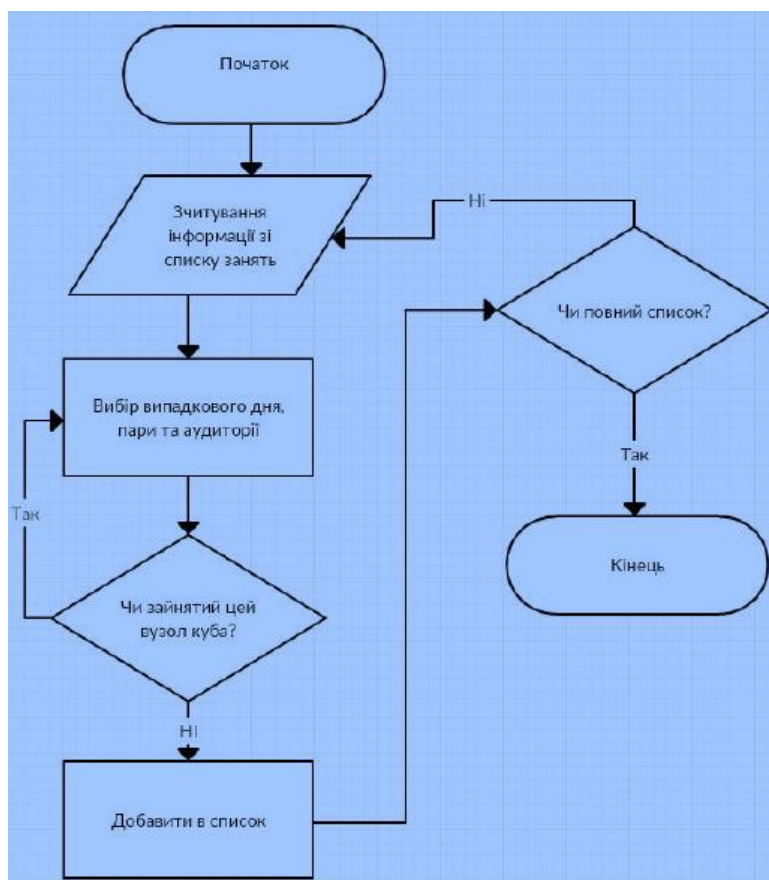 Початок
Зчитування
інформації зі
списку занять
Ні
Чи повний список?
Вибір випадкового дня,
пари та аудиторії
Так
Так
Кінець
Чи зайнятий цей
вузол куба?
Ні
Добавити в список